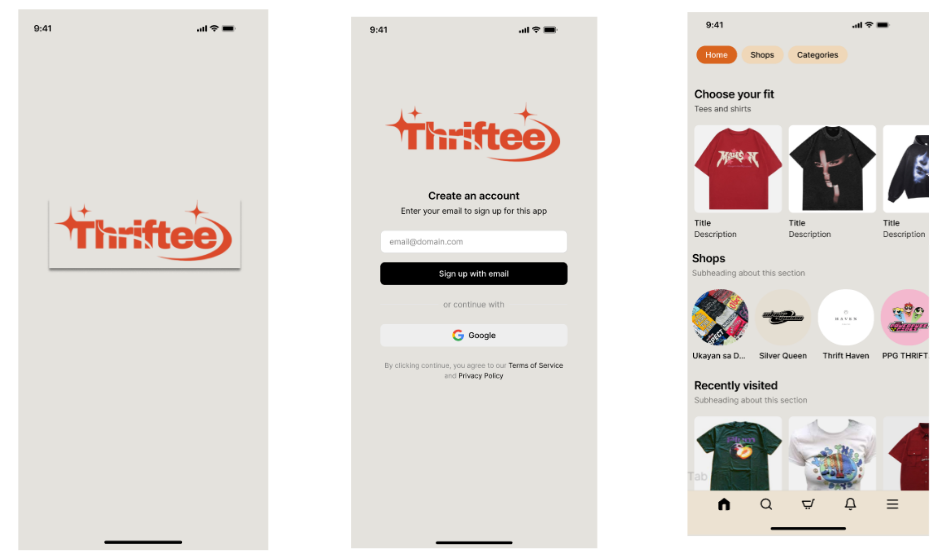 9:41
Thriftee
9:41
Thriftee
Create an account
Enter your email to sign up for this app
email@domain.com
Sign up with email
or continue with
Google
By clicking continue, you agree to our Terms of Service
and Privacy Policy
9:41
Home Shops Categories
Choose your fit
Tees and shirts
Title Title Title
Description Description Description
Shops
Subheading about this section
HAVEN
Ukayan sa D... Silver Queen Thrift Haven PPG THRIFT
Recently visited
Subheading about this section
Tab